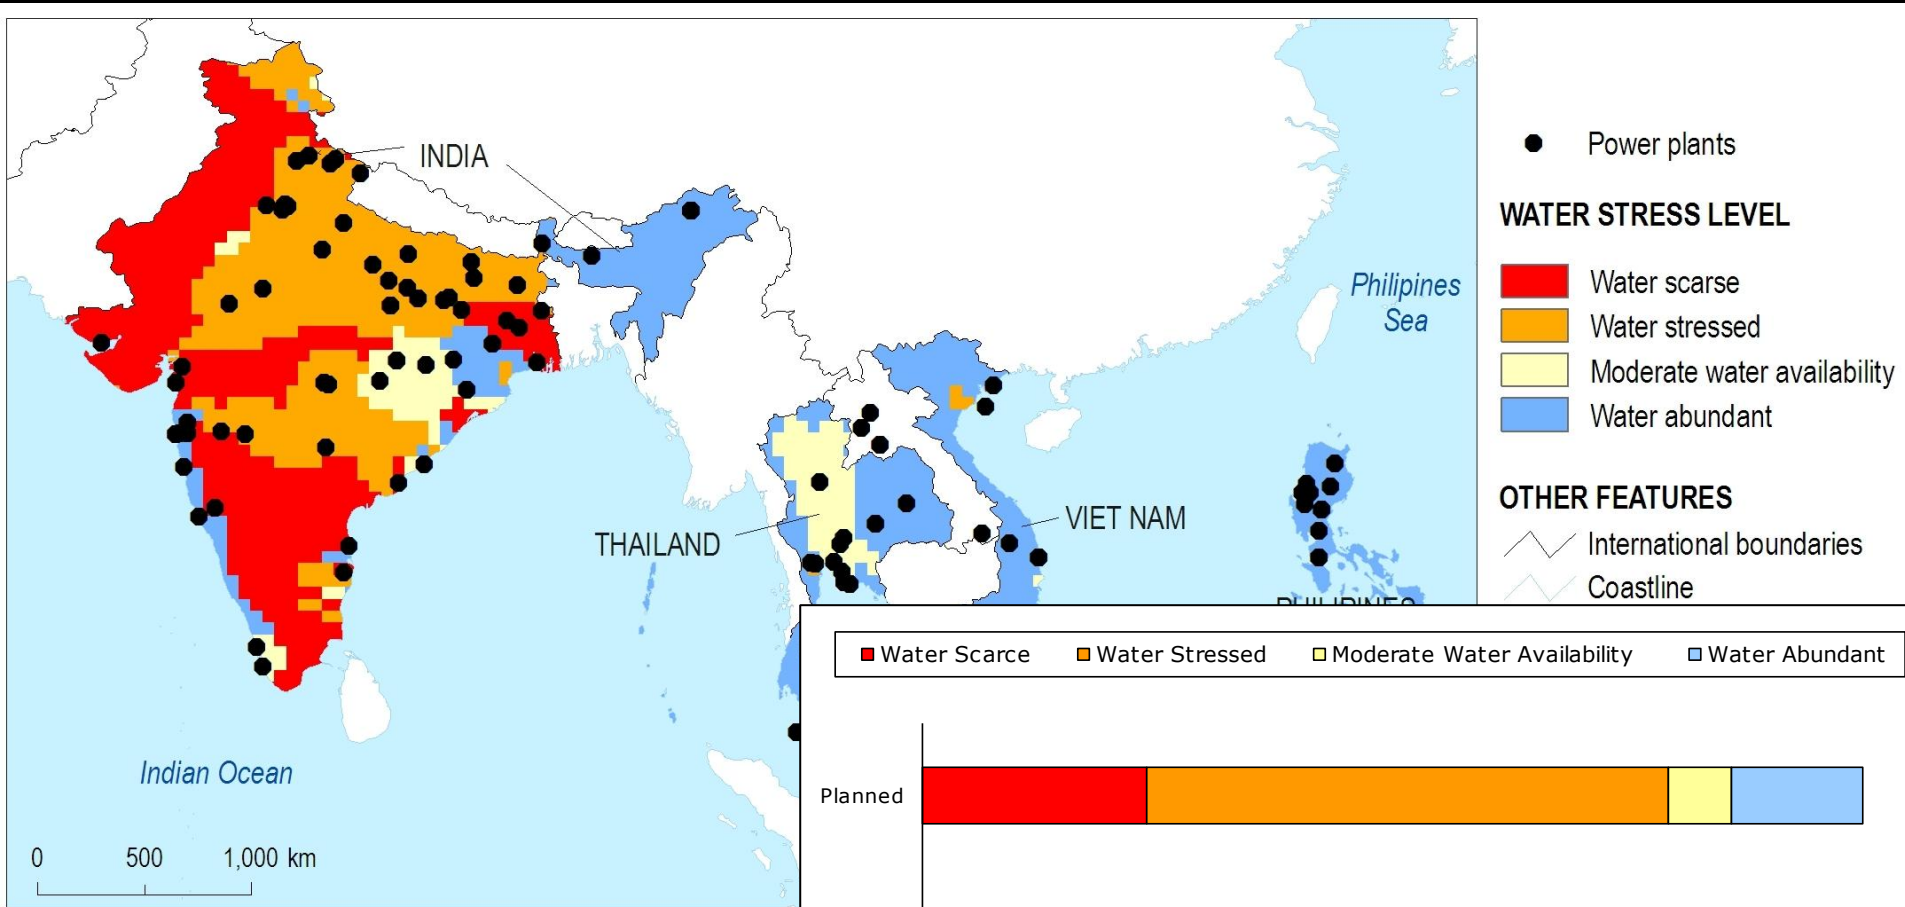 INDIA
THAILAND
VIET NAM
Philipines
Sea
Indian Ocean
0 500 1,000 km
Power plants
WATER STRESS LEVEL
Water scarse
Water stressed
Moderate water availability
Water abundant
OTHER FEATURES
International boundaries
Coastline
PHILIPINES
Water Scarce Water Stressed Moderate Water Availability Water Abundant
Planned